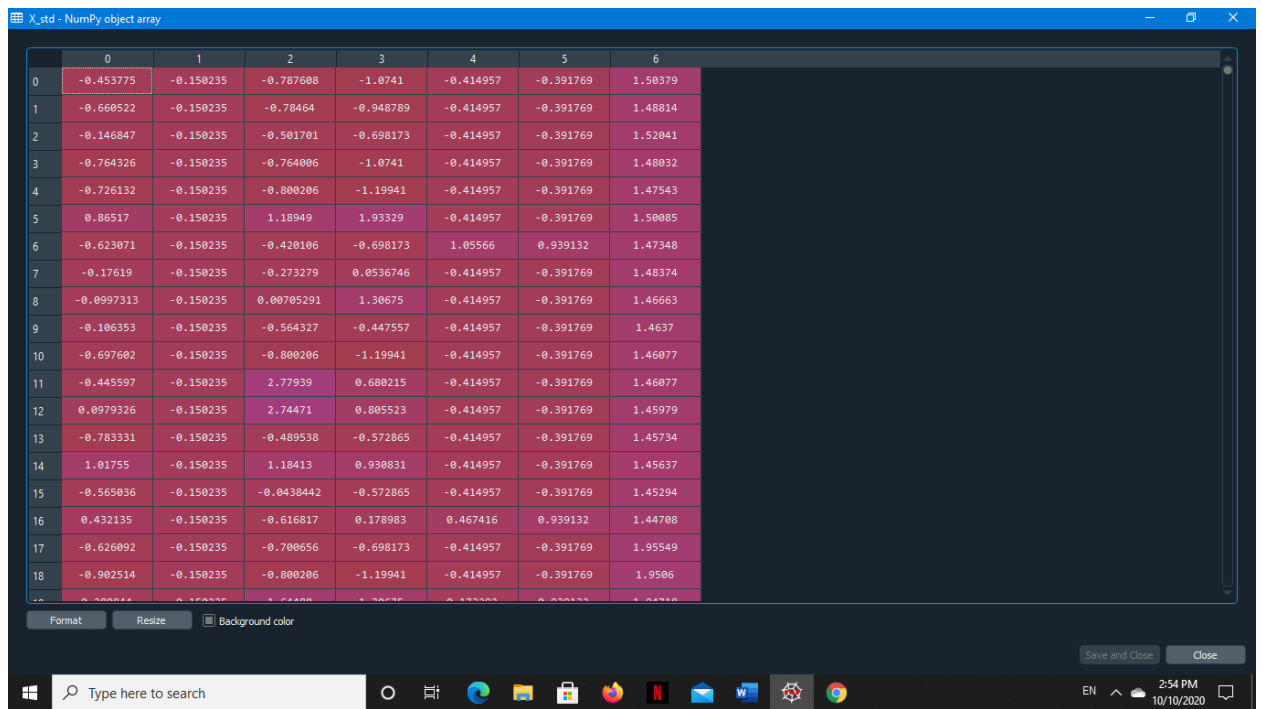 X_std - NumPy object array
0 1 2 3 4 5 6
0 -0.453775 -0.150235 -0.787608 -1.0741 -0.414957 -0.391769 1.50379
1 -0.660522 -0.150235 -0.78464 -0.948789 -0.414957 -0.391769 1.48814
2 -0.146847 -0.150235 -0.501701 -0.698173 -0.414957 -0.391769 1.52041
3 -0.764326 -0.150235 -0.764006 -1.0741 -0.414957 -0.391769 1.48032
4 -0.726132 -0.150235 -0.800206 -1.19941 -0.414957 -0.391769 1.47543
5 0.86517 -0.150235 1.18949 1.93329 -0.414957 -0.391769 1.50085
6 -0.623071 -0.150235 -0.420106 -0.698173 1.05566 0.939132 1.47348
7 -0.17619 -0.150235 -0.273279 0.0536746 -0.414957 -0.391769 1.48374
8 -0.0997313 -0.150235 0.00705291 1.30675 -0.414957 -0.391769 1.46663
9 -0.106353 -0.150235 -0.564327 -0.447557 -0.414957 -0.391769 1.4637
10 -0.697602 -0.150235 -0.800206 -1.19941 -0.414957 -0.391769 1.46077
11 -0.445597 -0.150235 2.77939 0.680215 -0.414957 -0.391769 1.46077
12 0.0979326 -0.150235 2.74471 0.805523 -0.414957 -0.391769 1.45979
13 -0.783331 -0.150235 -0.489538 -0.572865 -0.414957 -0.391769 1.45734
14 1.01755 -0.150235 1.18413 0.930831 -0.414957 -0.391769 1.45637
15 -0.565036 -0.150235 -0.0438442 -0.572865 -0.414957 -0.391769 1.45294
16 0.432135 -0.150235 -0.616817 0.178983 0.467416 0.939132 1.44708
17 -0.626092 -0.150235 -0.700656 -0.698173 -0.414957 -0.391769 1.95549
18 -0.902514 -0.150235 -0.800206 -1.19941 -0.414957 -0.391769 1.9506
Format Resize Background color
Save and Close Close
Type here to search
N
W
EN
2:54 PM
10/10/2020